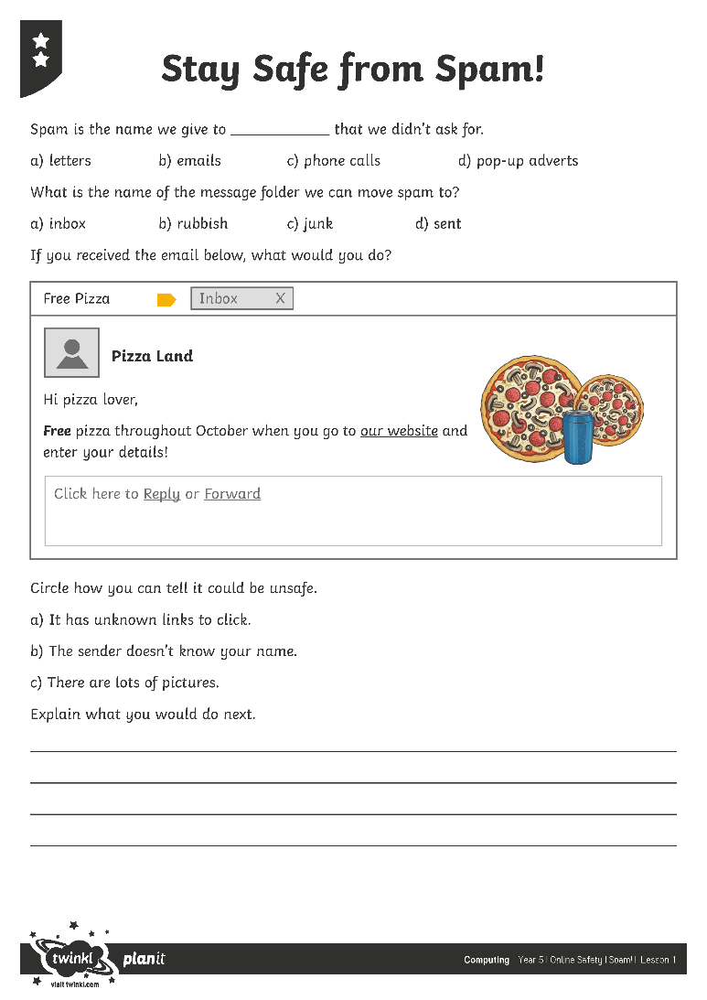 Stay Safe from Spam!
Spam is the name we give to ____________ that we didn't ask for.
a) letters b) emails c) phone calls d) pop-up adverts
What is the name of the message folder we can move spam to?
a) inbox b) rubbish c) junk d) sent
If you received the email below, what would you do?
Free Pizza Inbox X
Pizza Land
Hi pizza lover,
Free pizza throughout October when you go to our website and
enter your details!
Click here to Reply or Forward
Circle how you can tell it could be unsafe.
a) It has unknown links to click.
b) The sender doesn't know your name.
c) There are lots of pictures.
Explain what you would do next.
twinkl planit
visit twinkl.com
Computing Year 5 | Online Safety | Spam! | Lesson 1